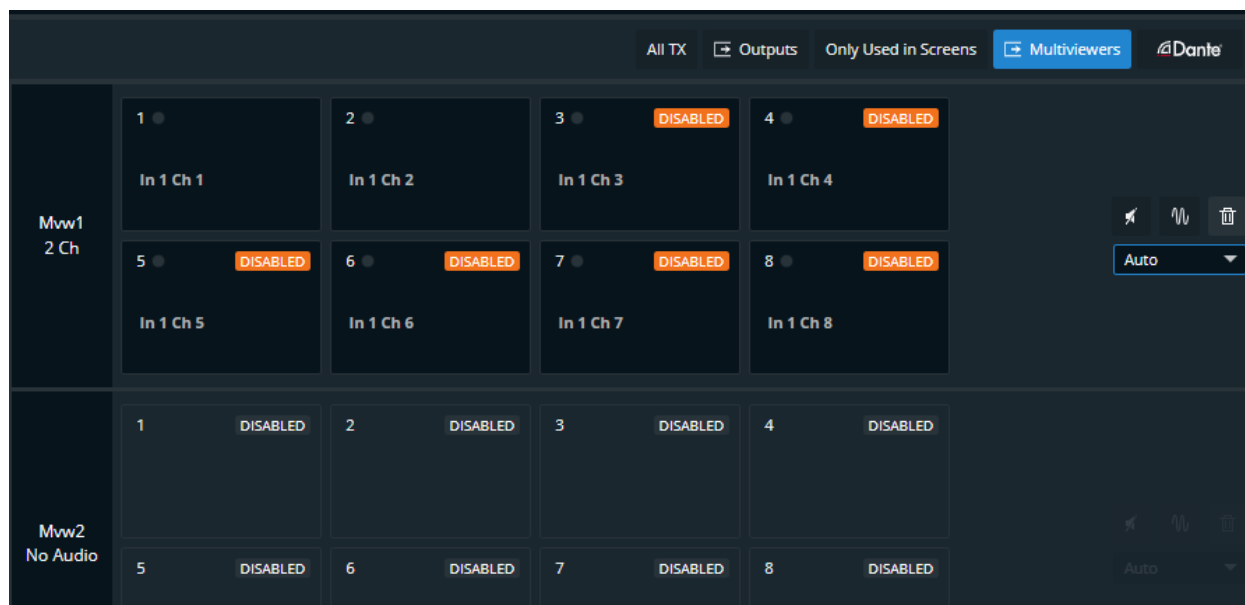 All TX Outputs Only Used in Screens Multiviewers Dante
1 2 3 DISABLED 4 DISABLED
In 1 Ch 1 In 1 Ch 2 In 1 Ch 3 In 1 Ch 4
Mvw1
2 Ch
Auto
5 DISABLED 6 DISABLED 7 DISABLED 8 DISABLED
In 1 Ch 5 In 1 Ch 6 In 1 Ch 7 In 1 Ch 8
1 DISABLED 2 DISABLED 3 DISABLED 4 DISABLED
Mvw2
No Audio
5 DISABLED 6 DISABLED 7 DISABLED 8 DISABLED
Auto